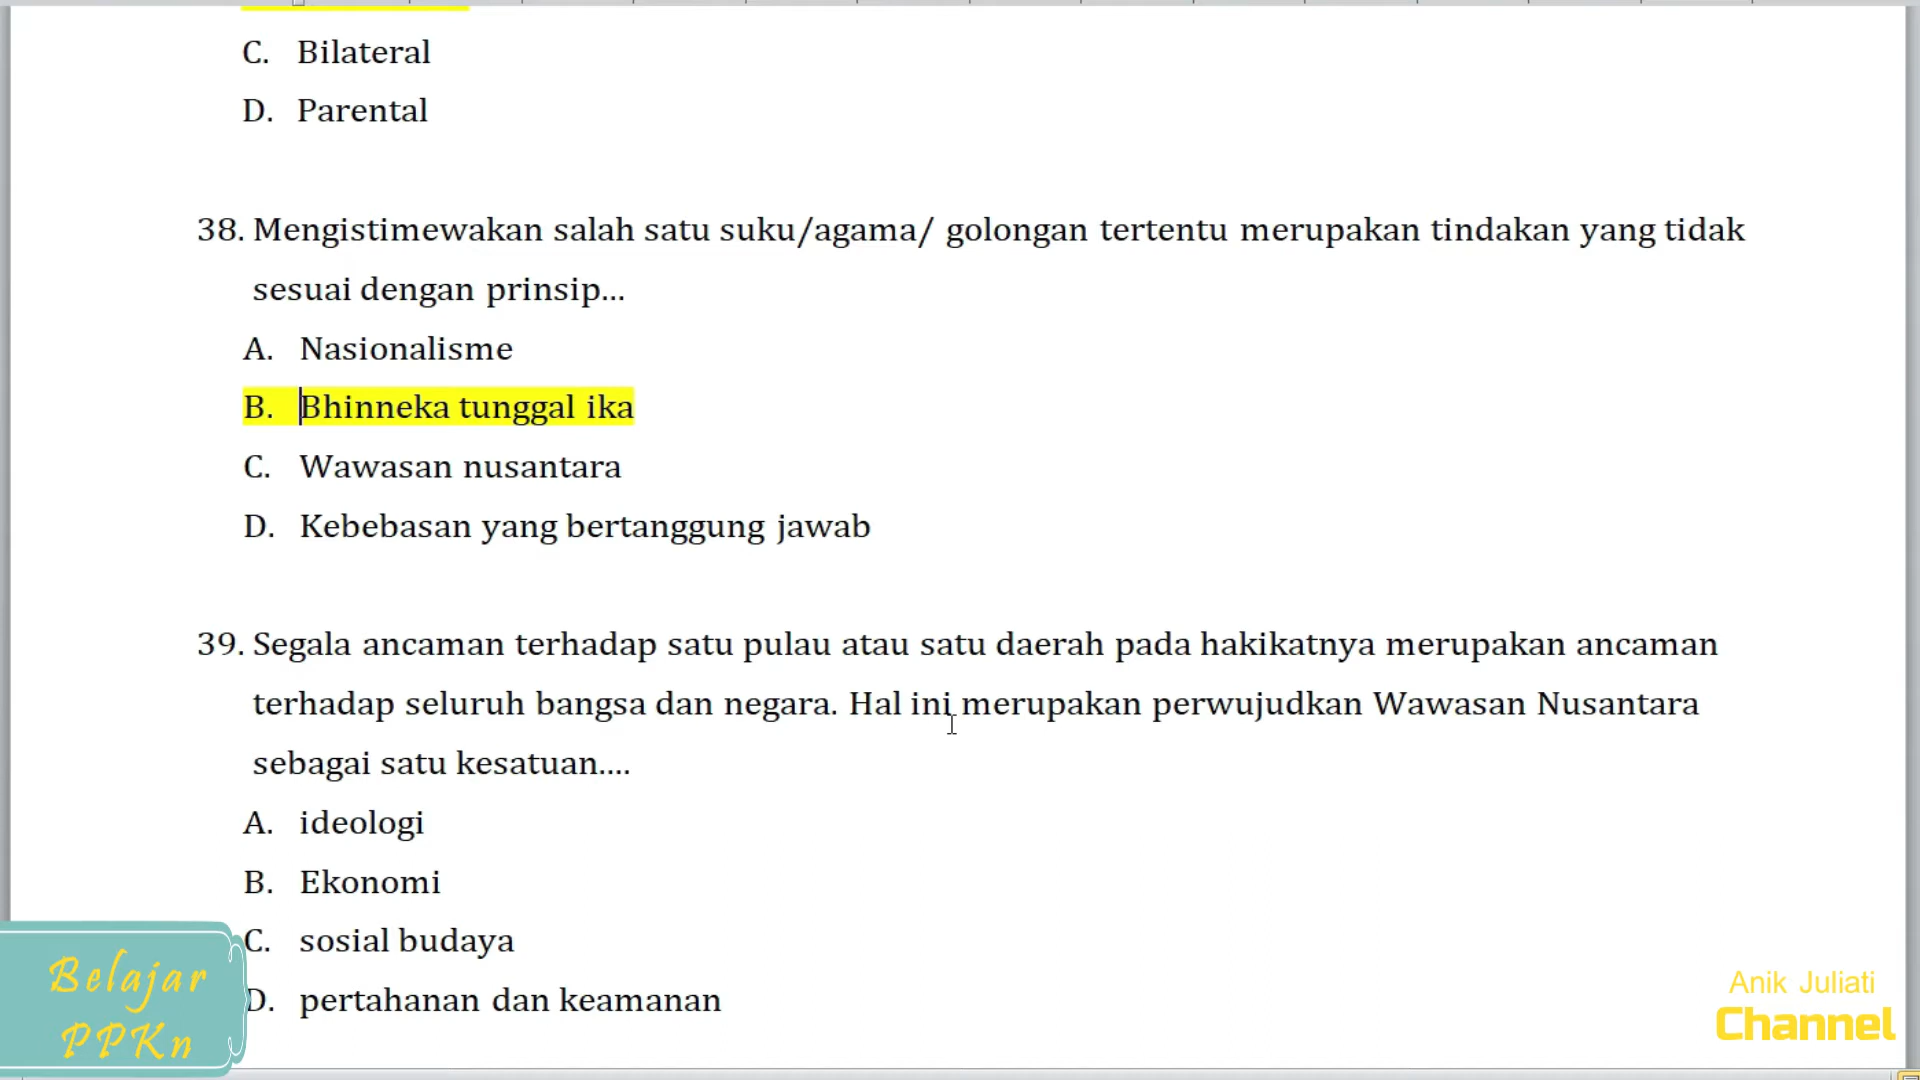 C. Bilateral
D. Parental
38. Mengistimewakan salah satu suku/agama/ golongan tertentu merupakan tindakan yang tidak
sesuai dengan prinsip...
A. Nasionalisme
B. Bhinneka tunggal ika
C. Wawasan nusantara
D. Kebebasan yang bertanggung jawab
39. Segala ancaman terhadap satu pulau atau satu daerah pada hakikatnya merupakan ancaman
terhadap seluruh bangsa dan negara. Hal ini merupakan perwujudkan Wawasan Nusantara
sebagai satu kesatuan....
A. ideologi
B. Ekonomi
C. sosial budaya
D. pertahanan dan keamanan
Belajar
PPKn
Anik Juliati
Channel